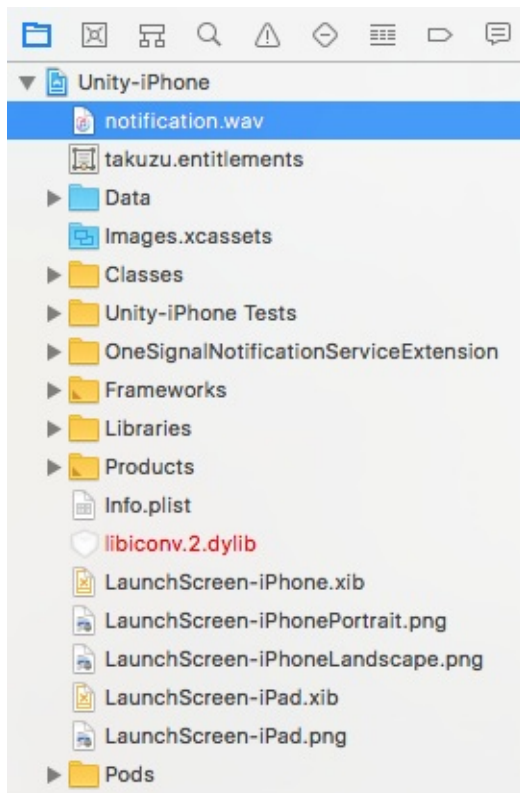 Unity-iPhone
notification.wav
takuzu.entitlements
Data
Images.xcassets
Classes
Unity-iPhone Tests
OneSignalNotificationServiceExtension
Frameworks
Libraries
Products
Info.plist
libiconv.2.dylib
LaunchScreen-iPhone.xib
LaunchScreen-iPhonePortrait.png
LaunchScreen-iPhoneLandscape.png
LaunchScreen-iPad.xib
LaunchScreen-iPad.png
Pods